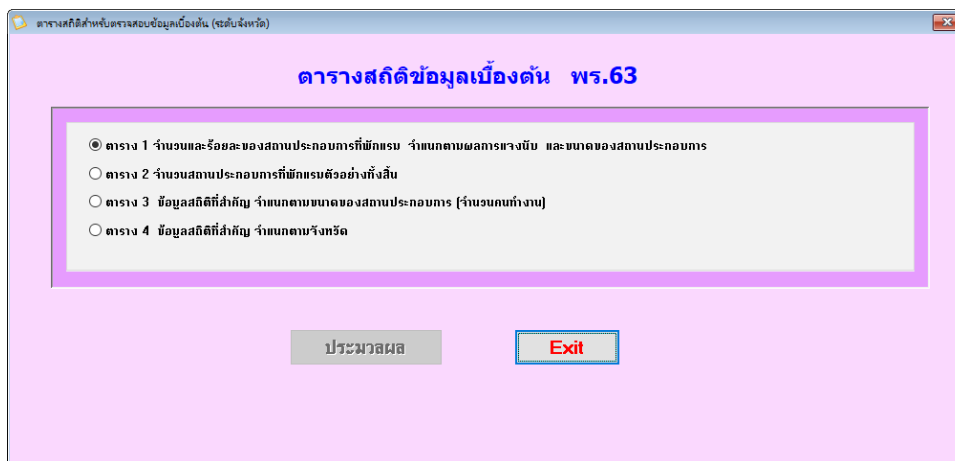 ตารางสถิติสำหรับตรวจสอบข้อมูลเบื้องต้น (ระดับจังหวัด)
ตารางสถิติข้อมูลเบื้องต้น พร.63
ตาราง 1 จำนวนและร้อยละของสถานประกอบการที่พักแรม จำแนกตามผลการแจงนับ และขนาดของสถานประกอบการ
ตาราง 2 จำนวนสถานประกอบการที่พักแรมตัวอย่างทั้งสิ้น
ตาราง 3 ข้อมูลสถิติที่สำคัญ จำแนกตามขนาดของสถานประกอบการ (จำนวนคนทำงาน)
ตาราง 4 ข้อมูลสถิติที่สำคัญ จำแนกตามจังหวัด
ประมวลผล
Exit